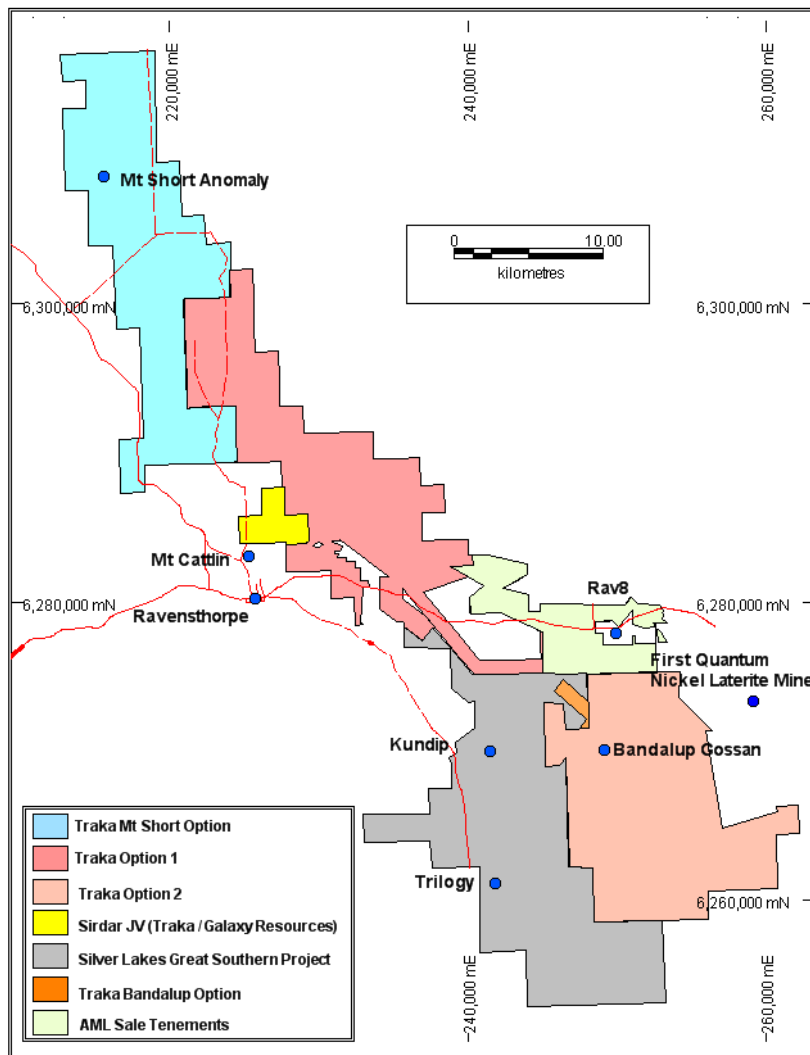 220,000 mE
240,000 mE
260,000 mE
Mt Short Anomaly
0 10.00
kilometres
6,300,000 mN
6,300,000 mN
Mt Cattlin
Rav8
6,280,000 mN
6,280,000 mN
Ravensthorpe
First Quantum
Nickel Laterite Mine
Kundip
Bandalup Gossan
Trilogy
6,260,000 mN
Traka Mt Short Option
Traka Option 1
Traka Option 2
Sirdar JV (Traka / Galaxy Resources)
Silver Lakes Great Southern Project
Traka Bandalup Option
AML Sale Tenements
240,000 mE
260,000 mE